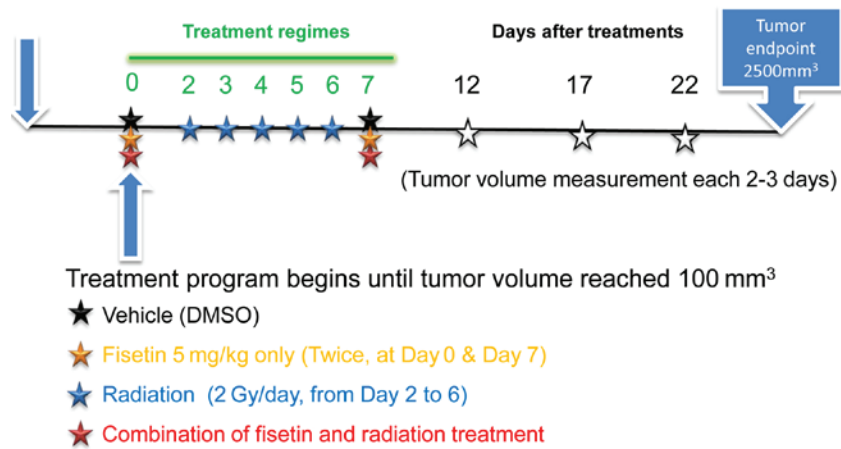 Treatment regimes
Days after treatments
Tumor
endpoint
2500mm³
0 2 3 4 5 6 7 12 17 22
(Tumor volume measurement each 2-3 days)
Treatment program begins until tumor volume reached 100 mm³
Vehicle (DMSO)
Fisetin 5 mg/kg only (Twice, at Day 0 & Day 7)
Radiation (2 Gy/day, from Day 2 to 6)
Combination of fisetin and radiation treatment